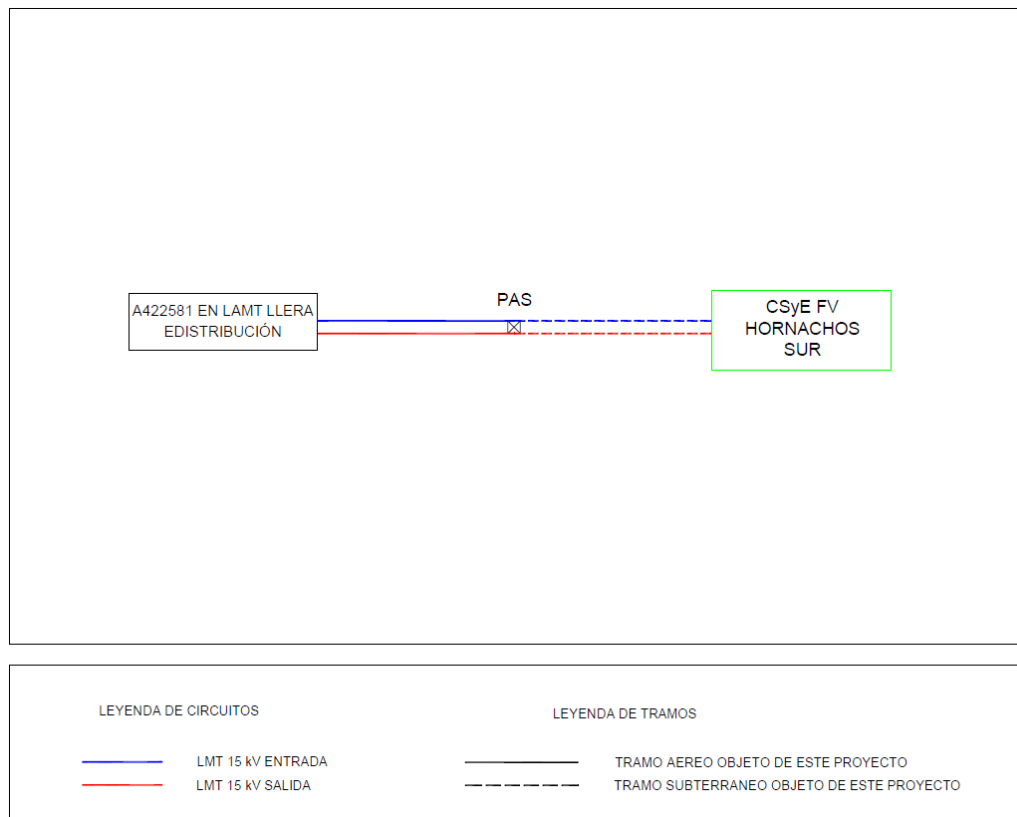 PAS
A422581 EN LAMT LLERA
EDISTRIBUCIÓN
CSyE FV
HORNACHOS
SUR
LEYENDA DE CIRCUITOS
LMT 15 kV ENTRADA
LMT 15 kV SALIDA
LEYENDA DE TRAMOS
TRAMO AEREO OBJETO DE ESTE PROYECTO
TRAMO SUBTERRANEO OBJETO DE ESTE PROYECTO